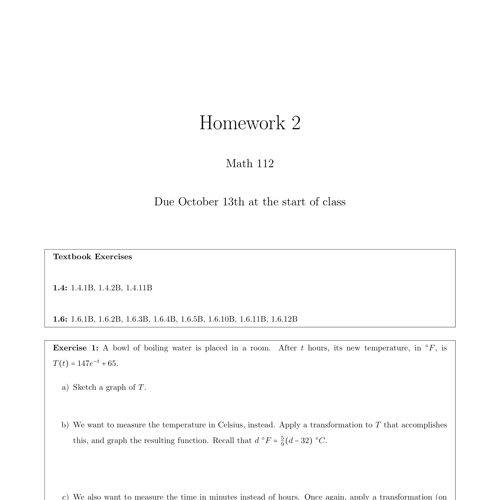 Homework 2
Math 112
Due October 13th at the start of class
Textbook Exercises
1.4: 1.4.1B, 1.4.2B, 1.4.11B
1.6: 1.6.1B, 1.6.2B, 1.6.3B, 1.6.4B, 1.6.5B, 1.6.10B, 1.6.11B, 1.6.12B
Exercise 1: A bowl of boiling water is placed in a room. After t hours, its new temperature, in °F, is
T(t) = 147e⁻ᵗ + 65.
a) Sketch a graph of T.
b) We want to measure the temperature in Celsius, instead. Apply a transformation to T that accomplishes
this, and graph the resulting function. Recall that d °F = 5/9(d − 32) °C.
c) We also want to measure the time in minutes instead of hours. Once again, apply a transformation (on